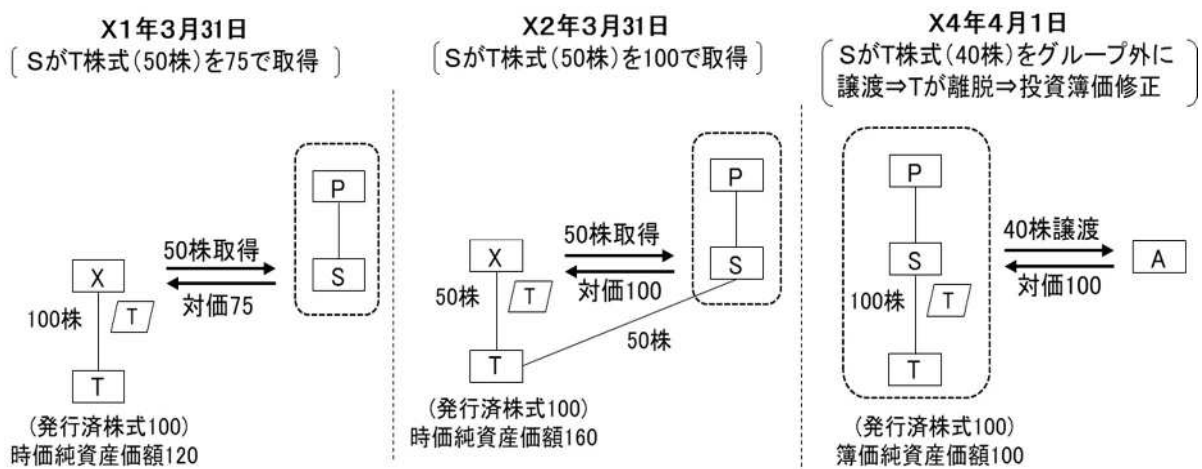 X1年3月31日
〔 SがT株式(50株)を75で取得 〕
X
100株
T
T
(発行済株式100)
時価純資産価額120
50株取得
対価75
P
S
X2年3月31日
〔 SがT株式(50株)を100で取得 〕
X
50株
T
T
(発行済株式100)
時価純資産価額160
50株取得
対価100
50株
P
S
X4年4月1日
SがT株式(40株)をグループ外に
譲渡⇒Tが離脱⇒投資簿価修正
P
S
100株
T
T
(発行済株式100)
簿価純資産価額100
40株譲渡
対価100
A